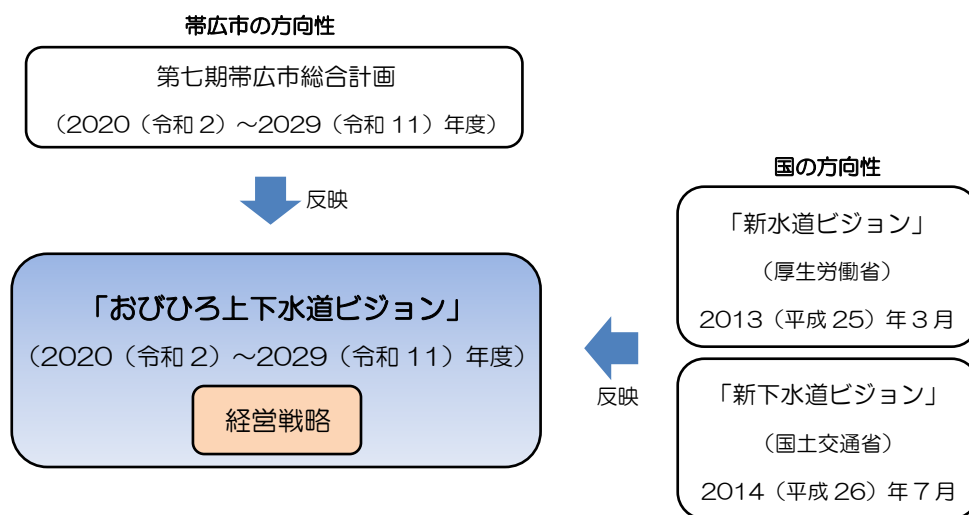 帯広市の方向性
第七期帯広市総合計画
（2020（令和 2）～2029（令和 11）年度）
反映
「おびひろ上下水道ビジョン」
（2020（令和 2）～2029（令和 11）年度）
経営戦略
国の方向性
「新水道ビジョン」
（厚生労働省）
2013（平成 25）年３月
「新下水道ビジョン」
（国土交通省）
2014（平成 26）年７月
反映